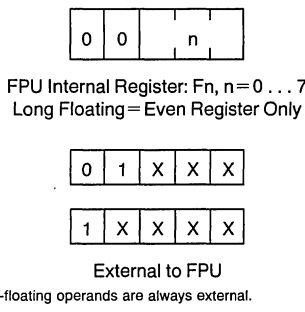 0 0 n
FPU Internal Register: Fn, n=0 . . . 7
Long Floating=Even Register Only
0 1 X X X
1 X X X X
External to FPU
-floating operands are always external.